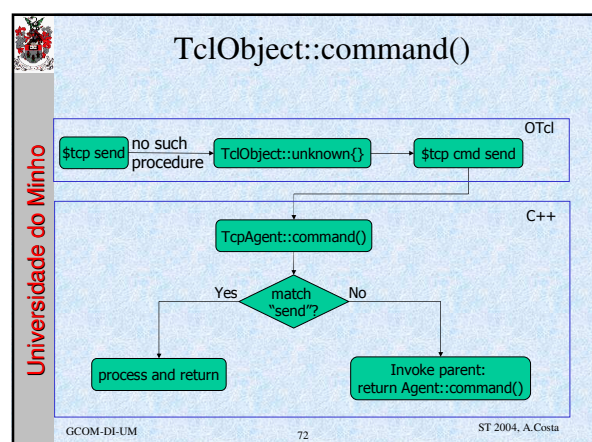 TclObject::command()
Universidade do Minho
OTcl
$tcp send
no such
procedure
TclObject::unknown{}
$tcp cmd send
C++
TcpAgent::command()
match
“send”?
Yes
No
process and return
Invoke parent:
return Agent::command()
GCOM-DI-UM
72
ST 2004, A.Costa